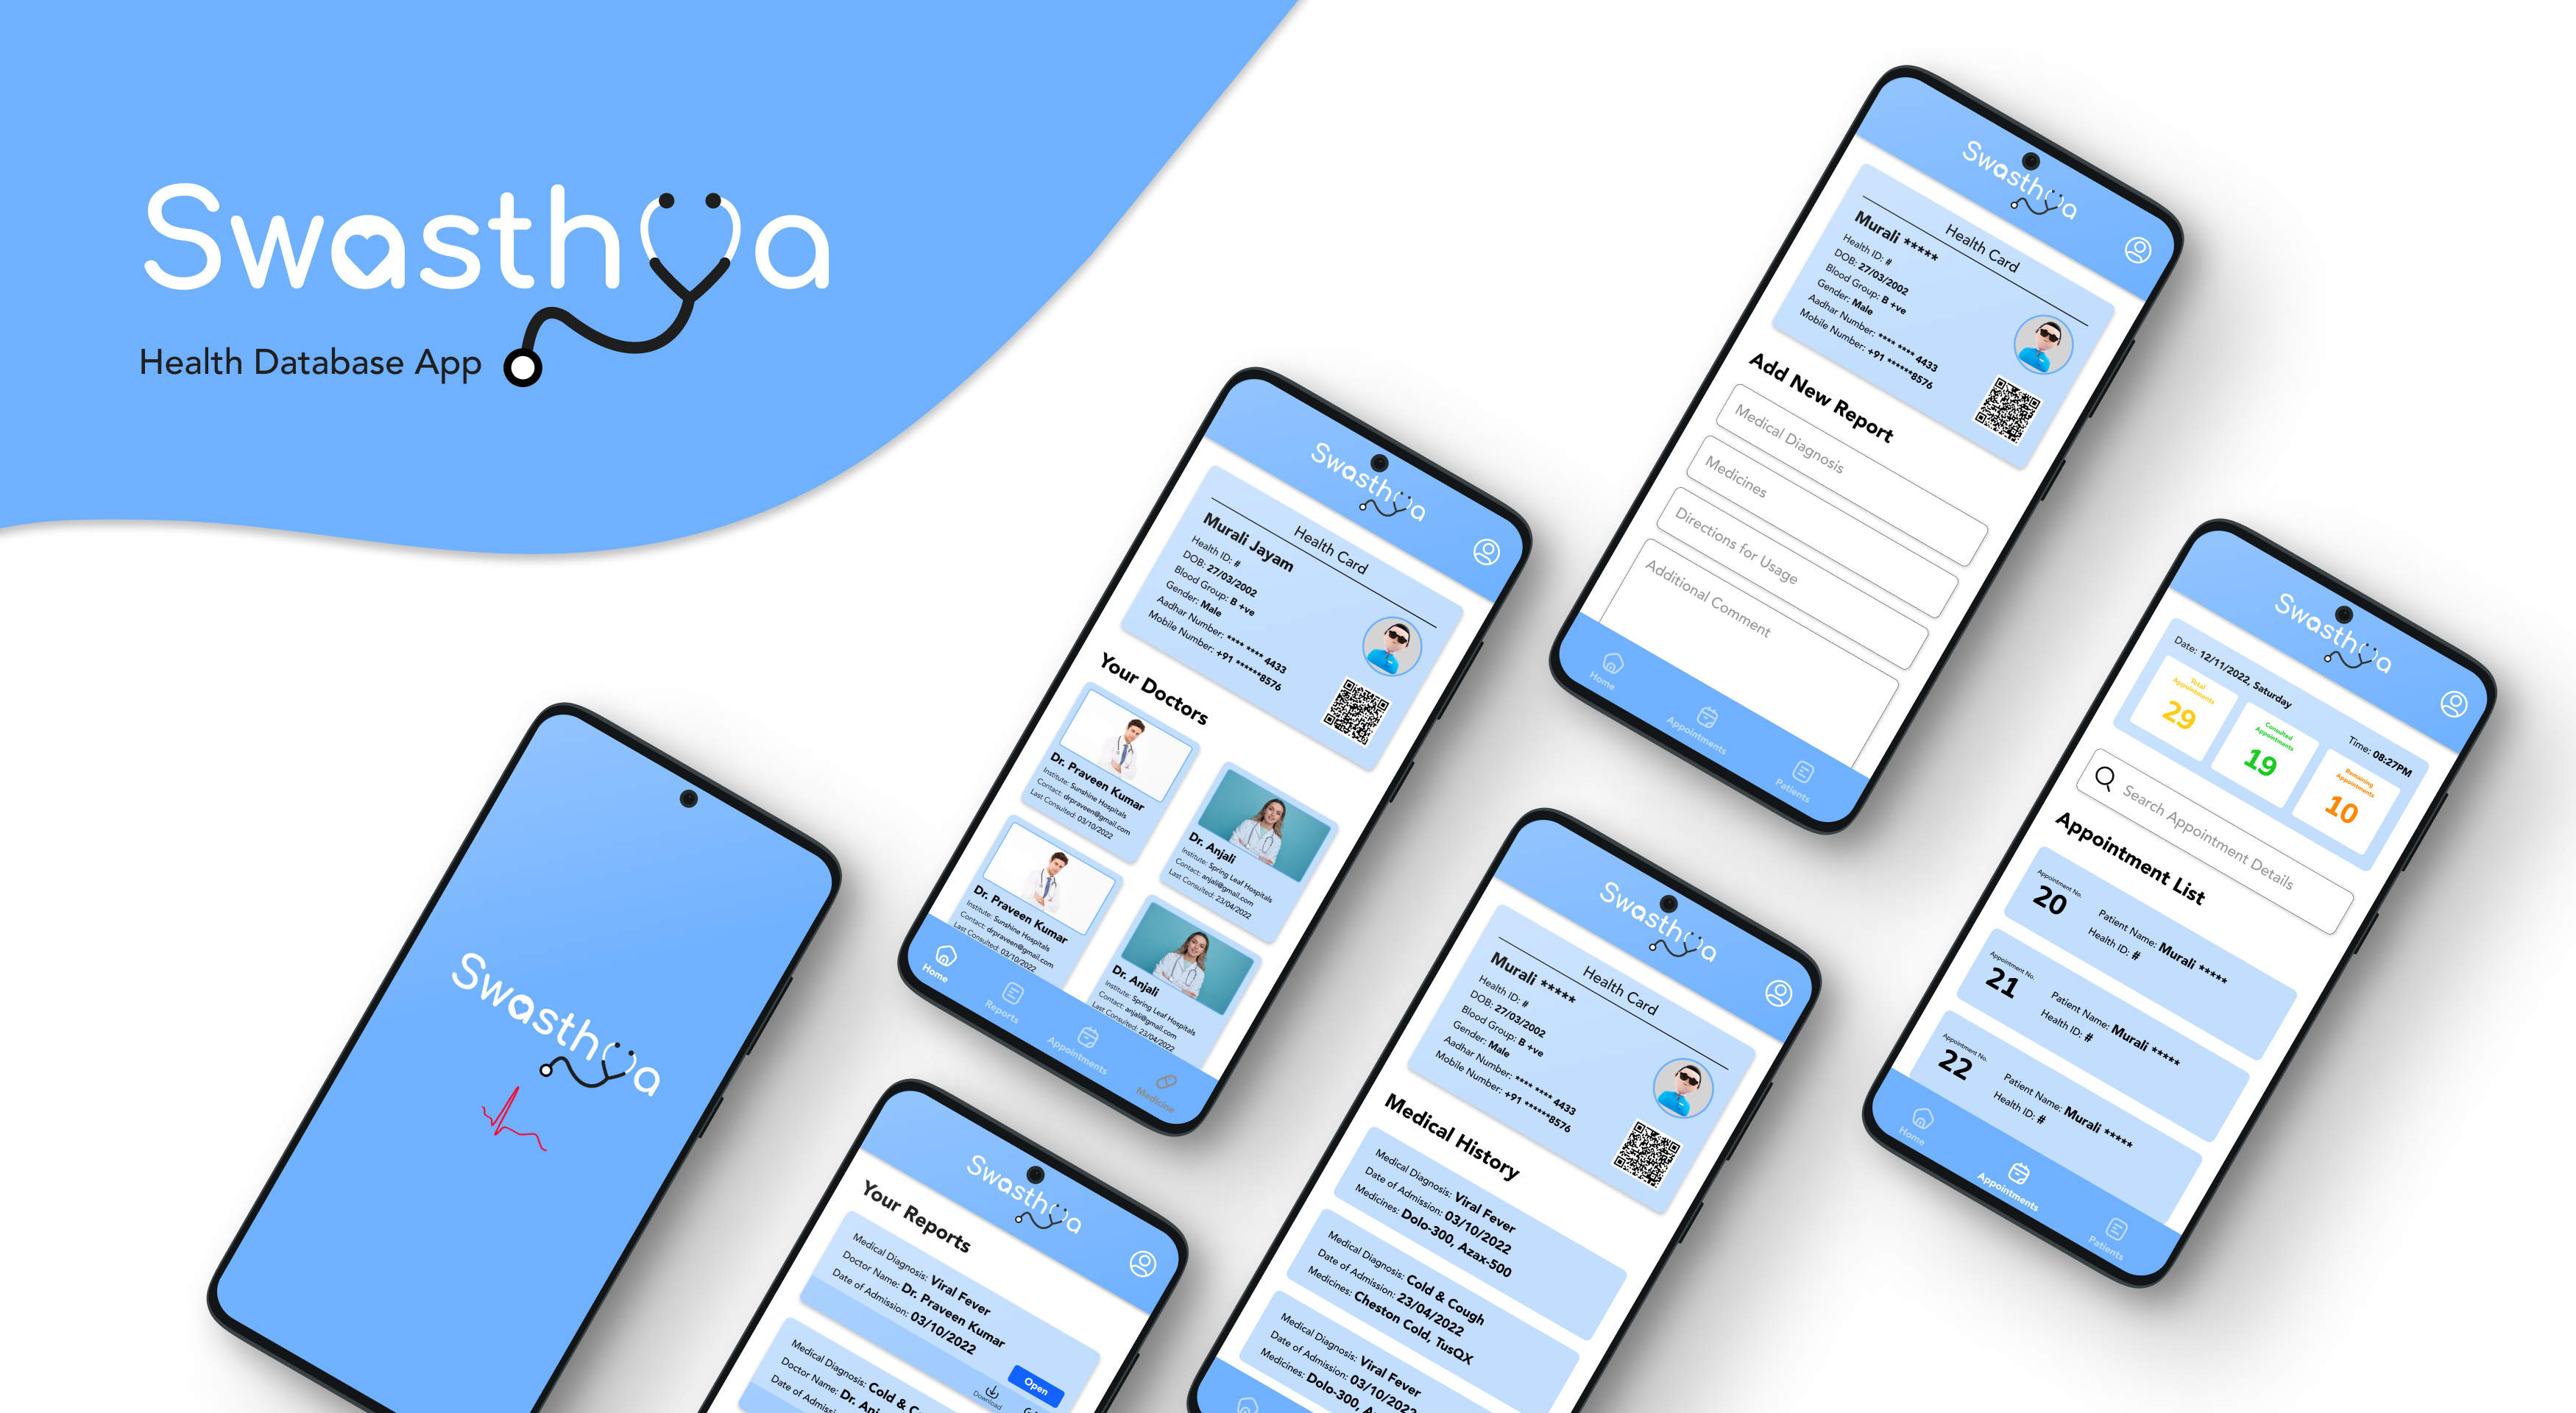 Swasthya
Health Database App
Swasthya
Swasthya
Health Card
Murali Jayam
Health ID: #
DOB: 27/03/2002
Blood Group: B +ve
Gender: Male
Aadhar Number: **** **** 4433
Mobile Number: +91 ******8576
Your Doctors
Dr. Praveen Kumar
Institute: Sunshine Hospitals
Contact: drpraveen@gmail.com
Last Consulted: 03/10/2022
Dr. Anjali
Institute: Spring Leaf Hospitals
Contact: anjali@gmail.com
Last Consulted: 23/04/2022
Dr. Praveen Kumar
Institute: Sunshine Hospitals
Contact: drpraveen@gmail.com
Last Consulted: 03/10/2022
Dr. Anjali
Institute: Spring Leaf Hospitals
Contact: anjali@gmail.com
Last Consulted: 23/04/2022
Home
Reports
Appointments
Medicine
Swasthya
Your Reports
Medical Diagnosis: Viral Fever
Doctor Name: Dr. Praveen Kumar
Date of Admission: 03/10/2022
Download
Open
Medical Diagnosis: Cold & C
Doctor Name: Dr. Anj
Date of Admiss
Swasthya
Health Card
Murali *****
Health ID: #
DOB: 27/03/2002
Blood Group: B +ve
Gender: Male
Aadhar Number: **** **** 4433
Mobile Number: +91 ******8576
Add New Report
Medical Diagnosis
Medicines
Directions for Usage
Additional Comment
Home
Appointments
Patients
Swasthya
Health Card
Murali *****
Health ID: #
DOB: 27/03/2002
Blood Group: B +ve
Gender: Male
Aadhar Number: **** **** 4433
Mobile Number: +91 ******8576
Medical History
Medical Diagnosis: Viral Fever
Date of Admission: 03/10/2022
Medicines: Dolo-300, Azax-500
Medical Diagnosis: Cold & Cough
Date of Admission: 23/04/2022
Medicines: Cheston Cold, TusQX
Medical Diagnosis: Viral Fever
Date of Admission: 03/10/2022
Medicines: Dolo-300, A
Swasthya
Date: 12/11/2022, Saturday
Time: 08:27PM
Total Appointments
29
Consulted Appointments
19
Remaining Appointments
10
Search Appointment Details
Appointment List
Appointment No.
20
Patient Name: Murali *****
Health ID: #
Appointment No.
21
Patient Name: Murali *****
Health ID: #
Appointment No.
22
Patient Name: Murali *****
Health ID: #
Home
Appointments
Patients